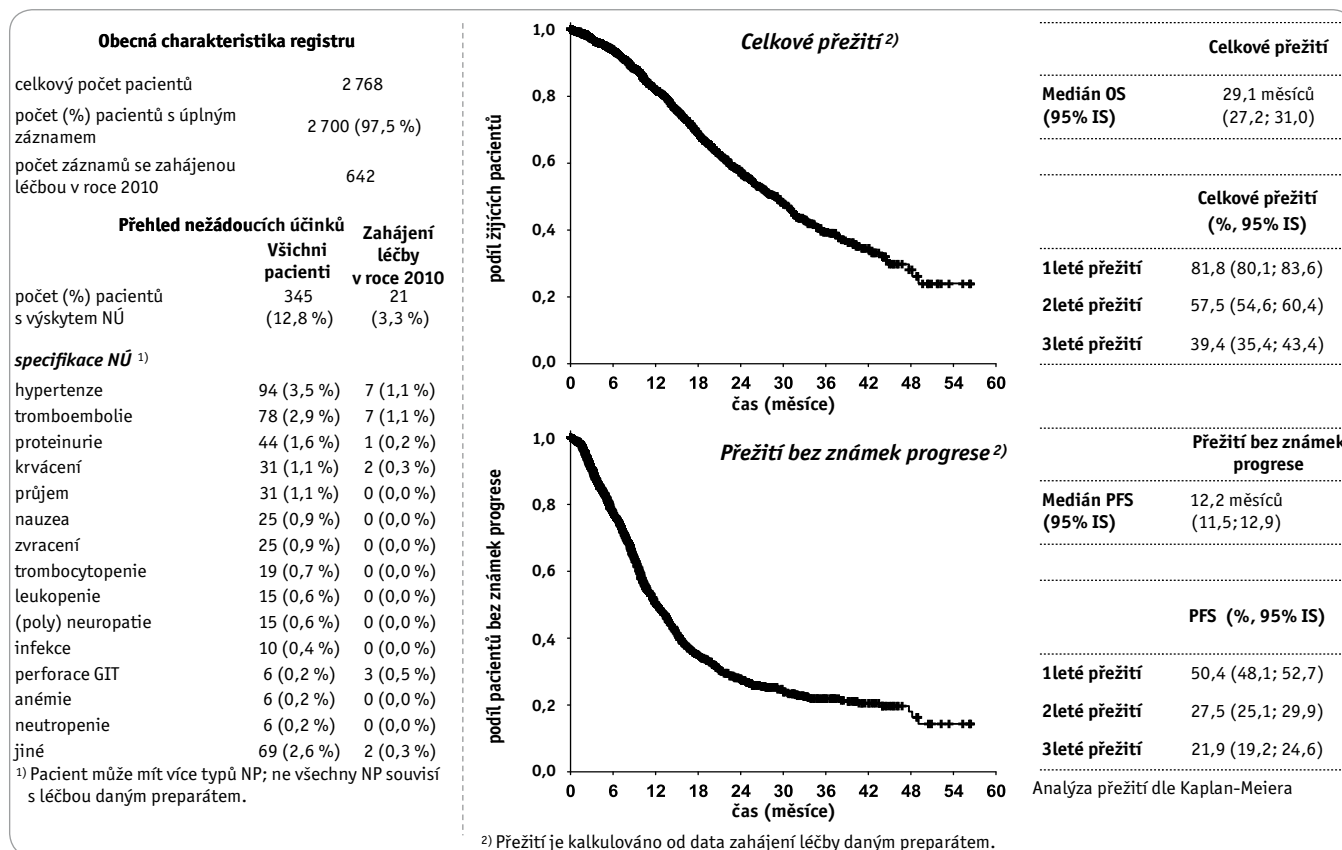 Obecná charakteristika registru
celkový počet pacientů 2 768
počet (%) pacientů s úplným
záznamem 2 700 (97,5 %)
počet záznamů se zahájenou
léčbou v roce 2010 642
Přehled nežádoucích účinků
Všichni pacienti Zahájení léčby v roce 2010
počet (%) pacientů 345 21
s výskytem NÚ (12,8 %) (3,3 %)
specifikace NÚ 1)
hypertenze 94 (3,5 %) 7 (1,1 %)
tromboembolie 78 (2,9 %) 7 (1,1 %)
proteinurie 44 (1,6 %) 1 (0,2 %)
krvácení 31 (1,1 %) 2 (0,3 %)
průjem 31 (1,1 %) 0 (0,0 %)
nauzea 25 (0,9 %) 0 (0,0 %)
zvracení 25 (0,9 %) 0 (0,0 %)
trombocytopenie 19 (0,7 %) 0 (0,0 %)
leukopenie 15 (0,6 %) 0 (0,0 %)
(poly) neuropatie 15 (0,6 %) 0 (0,0 %)
infekce 10 (0,4 %) 0 (0,0 %)
perforace GIT 6 (0,2 %) 3 (0,5 %)
anémie 6 (0,2 %) 0 (0,0 %)
neutropenie 6 (0,2 %) 0 (0,0 %)
jiné 69 (2,6 %) 2 (0,3 %)
1) Pacient může mít více typů NP; ne všechny NP souvisí
s léčbou daným preparátem.
Celkové přežití 2)
podíl žijících pacientů
1,0
0,8
0,6
0,4
0,2
0,0
0 6 12 18 24 30 36 42 48 54 60
čas (měsíce)
Přežití bez známek progrese 2)
podíl pacientů bez známek progrese
1,0
0,8
0,6
0,4
0,2
0,0
0 6 12 18 24 30 36 42 48 54 60
čas (měsíce)
2) Přežití je kalkulováno od data zahájení léčby daným preparátem.
Celkové přežití
Medián OS 29,1 měsíců
(95% IS) (27,2; 31,0)
Celkové přežití
(%, 95% IS)
1leté přežití 81,8 (80,1; 83,6)
2leté přežití 57,5 (54,6; 60,4)
3leté přežití 39,4 (35,4; 43,4)
Přežití bez známek
progrese
Medián PFS 12,2 měsíců
(95% IS) (11,5; 12,9)
PFS (%, 95% IS)
1leté přežití 50,4 (48,1; 52,7)
2leté přežití 27,5 (25,1; 29,9)
3leté přežití 21,9 (19,2; 24,6)
Analýza přežití dle Kaplan-Meiera